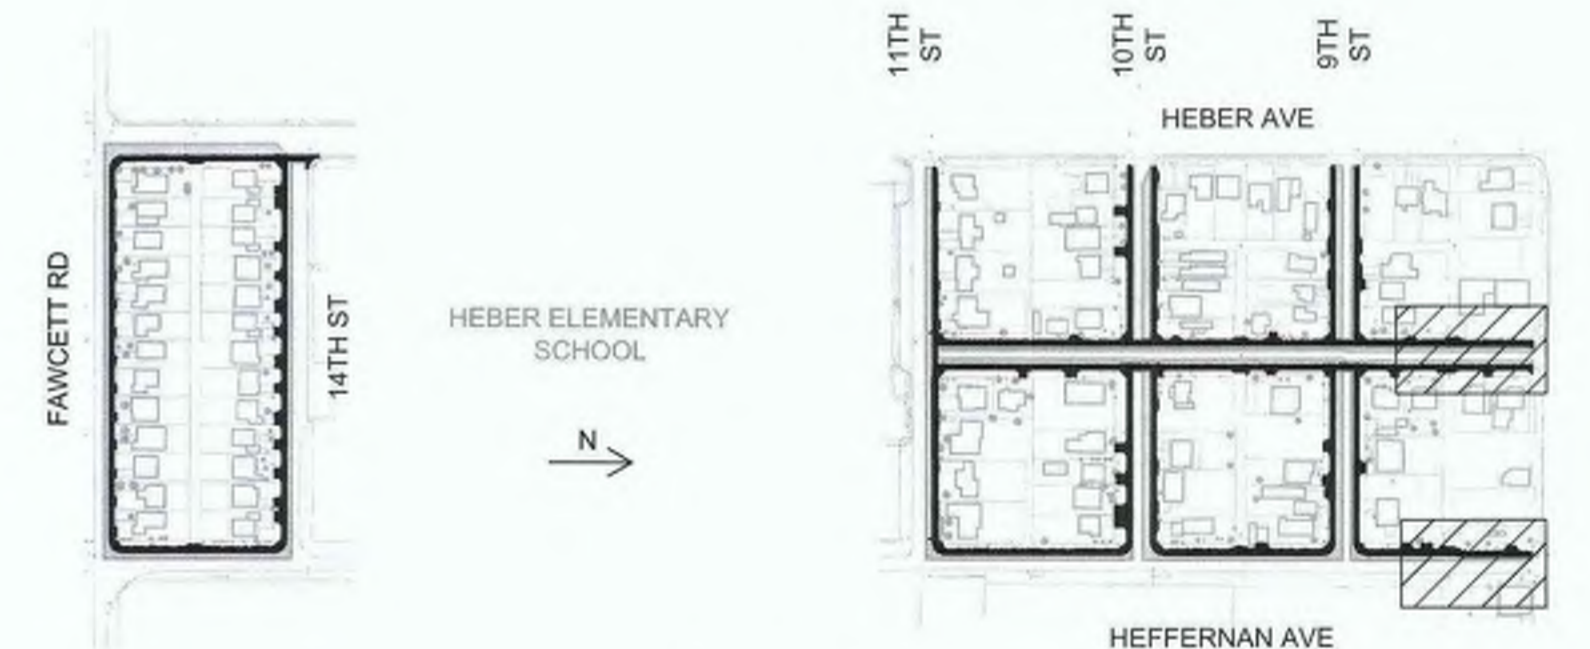 11TH
ST
10TH
ST
9TH
ST
HEBER AVE
FAWCETT RD
14TH ST
HEBER ELEMENTARY
SCHOOL
N
HEFFERNAN AVE